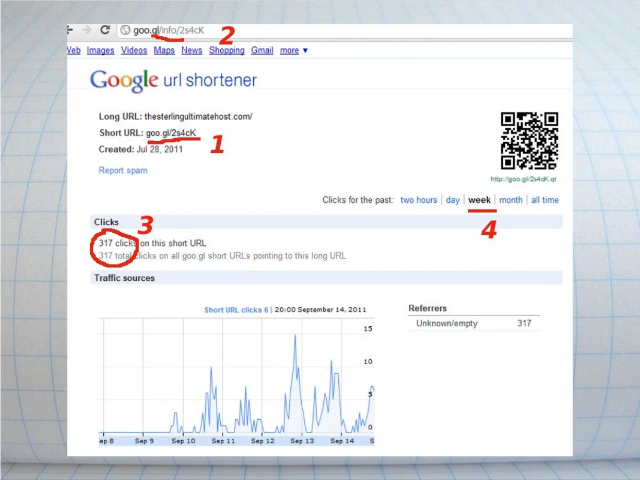 goo.gl/info/2s4cK
2
Web Images Videos Maps News Shopping Gmail more ▼
Google url shortener
Long URL: thesterlingultimatehost.com/
Short URL: goo.gl/2s4cK
1
Created: Jul 28, 2011
Report spam
http://goo.gl/2s4cK.qr
Clicks for the past: two hours | day | week | month | all time
4
Clicks
3
317 clicks on this short URL
317 total clicks on all goo.gl short URLs pointing to this long URL
Traffic sources
Short URL clicks 6 | 20:00 September 14, 2011
Referrers
Unknown/empty 317
15
10
5
0
ep 8 Sep 9 Sep 10 Sep 11 Sep 12 Sep 13 Sep 14 S